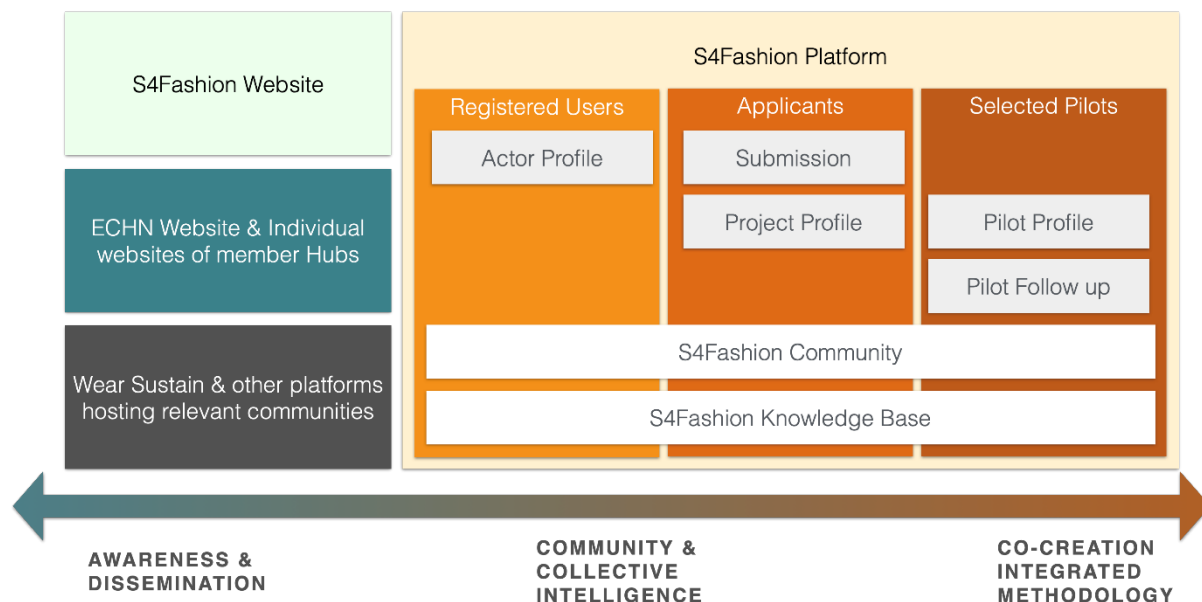 S4Fashion Website
ECHN Website & Individual
websites of member Hubs
Wear Sustain & other platforms
hosting relevant communities
S4Fashion Platform
Registered Users
Actor Profile
Applicants
Submission
Project Profile
Selected Pilots
Pilot Profile
Pilot Follow up
S4Fashion Community
S4Fashion Knowledge Base
AWARENESS &
DISSEMINATION
COMMUNITY &
COLLECTIVE
INTELLIGENCE
CO-CREATION
INTEGRATED
METHODOLOGY